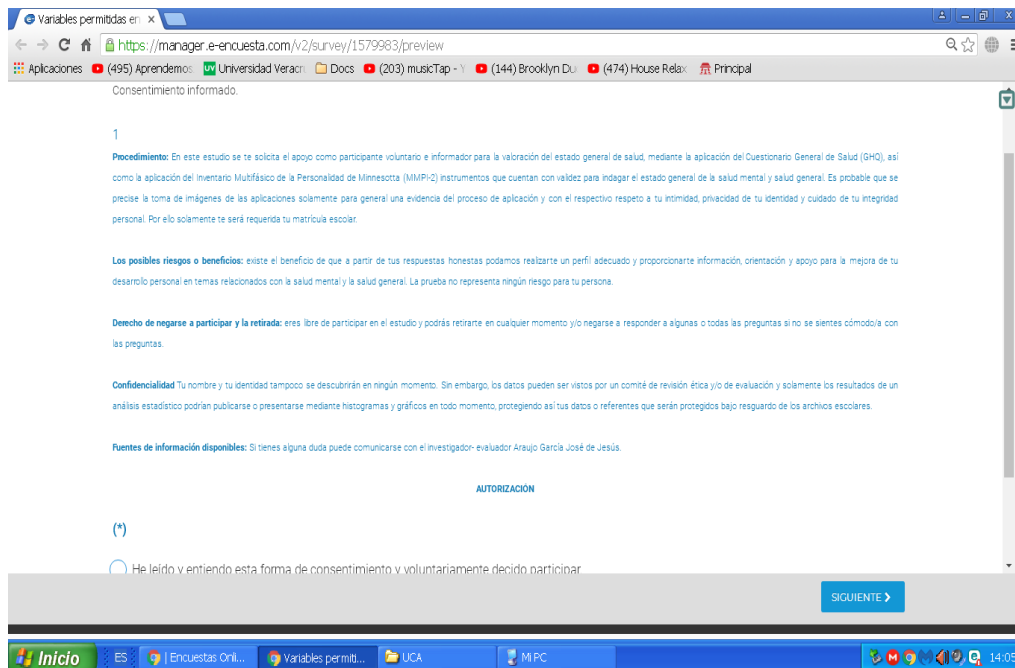 Variables permitidas en
https://manager.e-encuesta.com/v2/survey/1579983/preview
Aplicaciones (495) Aprendemos Universidad Veracr Docs (203) musicTap - Y (144) Brooklyn Du (474) House Relax Principal
Consentimiento informado.
1
Procedimiento: En este estudio se te solicita el apoyo como participante voluntario e informador para la valoración del estado general de salud, mediante la aplicación del Cuestionario General de Salud (GHQ), así
como la aplicación del Inventario Multifásico de la Personalidad de Minnesotta (MMPI-2) instrumentos que cuentan con validez para indagar el estado general de la salud mental y salud general. Es probable que se
precise la toma de imágenes de las aplicaciones solamente para general una evidencia del proceso de aplicación y con el respectivo respeto a tu intimidad, privacidad de tu identidad y cuidado de tu integridad
personal. Por ello solamente te será requerida tu matrícula escolar.
Los posibles riesgos o beneficios: existe el beneficio de que a partir de tus respuestas honestas podamos realizarte un perfil adecuado y proporcionarte información, orientación y apoyo para la mejora de tu
desarrollo personal en temas relacionados con la salud mental y la salud general. La prueba no representa ningún riesgo para tu persona.
Derecho de negarse a participar y la retirada: eres libre de participar en el estudio y podrás retirarte en cualquier momento y/o negarse a responder a algunas o todas las preguntas si no se sientes cómodo/a con
las preguntas.
Confidencialidad Tu nombre y tu identidad tampoco se descubrirán en ningún momento. Sin embargo, los datos pueden ser vistos por un comité de revisión ética y/o de evaluación y solamente los resultados de un
análisis estadístico podrían publicarse o presentarse mediante histogramas y gráficos en todo momento, protegiendo así tus datos o referentes que serán protegidos bajo resguardo de los archivos escolares.
Fuentes de información disponibles: Si tienes alguna duda puede comunicarse con el investigador- evaluador Araujo García José de Jesús.
AUTORIZACIÓN
(*)
He leído y entiendo esta forma de consentimiento y voluntariamente decido participar
SIGUIENTE
Inicio ES | Encuestas Onli... Variables permiti... UCA Mi PC 14:05